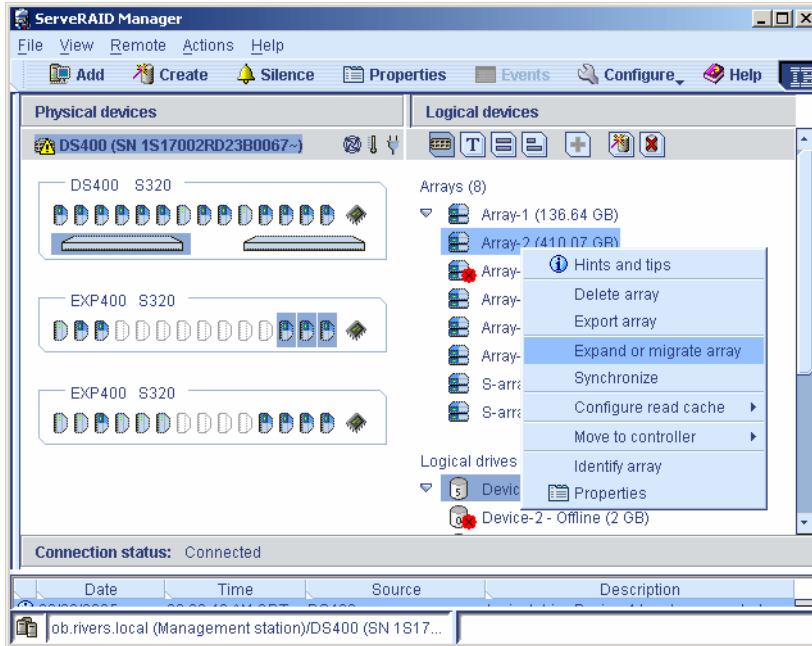 ServeRAID Manager
File View Remote Actions Help
Add Create Silence Properties Events Configure Help
Physical devices
Logical devices
DS400 (SN 1S17002RD23B0067~)
T
DS400 S320
EXP400 S320
EXP400 S320
Arrays (8)
Array-1 (136.64 GB)
Array-2 (410.07 GB)
Array-
Array-
Array-
Array-
S-arra
S-arra
Hints and tips
Delete array
Export array
Expand or migrate array
Synchronize
Configure read cache
Move to controller
Identify array
Properties
Logical drives
5 Devic
0 Device-2 - Offline (2 GB)
Connection status: Connected
Date Time Source Description
ob.rivers.local (Management station)/DS400 (SN 1S17...